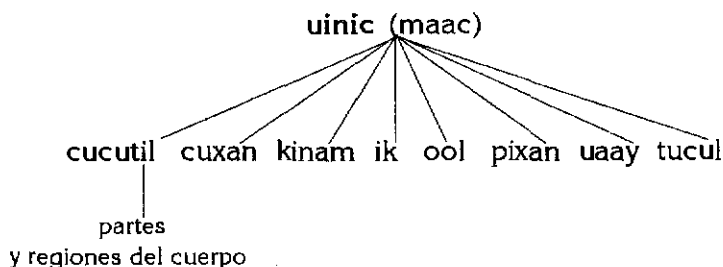 uinic (maac)
cucutil cuxan kinam ik ool pixan uaay tucul
partes
y regiones del cuerpo